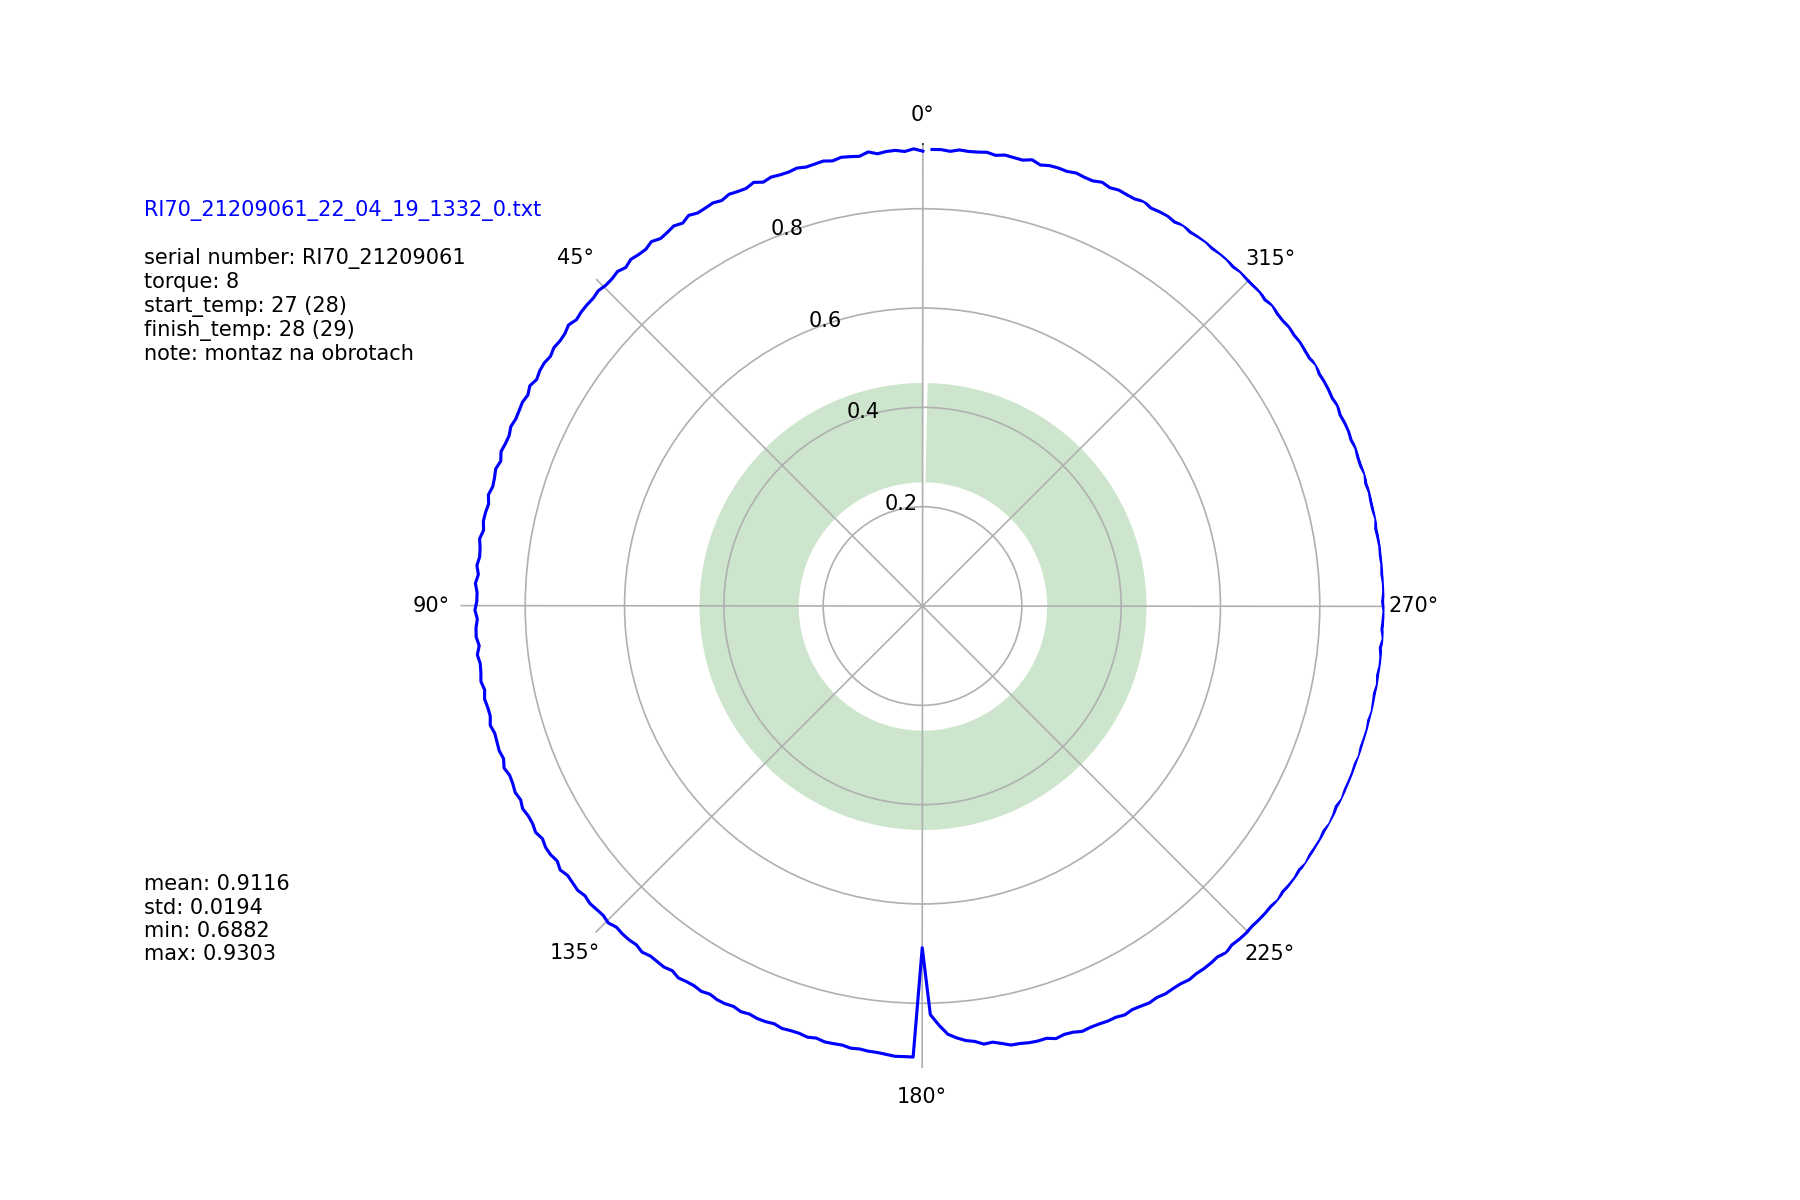 0°
RI70_21209061_22_04_19_1332_0.txt
0.8
serial number: RI70_21209061
45°
315°
torque: 8
start_temp: 27 (28)
0.6
finish_temp: 28 (29)
note: montaz na obrotach
0.4
0.2
90°
270°
mean: 0.9116
std: 0.0194
min: 0.6882
max: 0.9303
135°
225°
180°